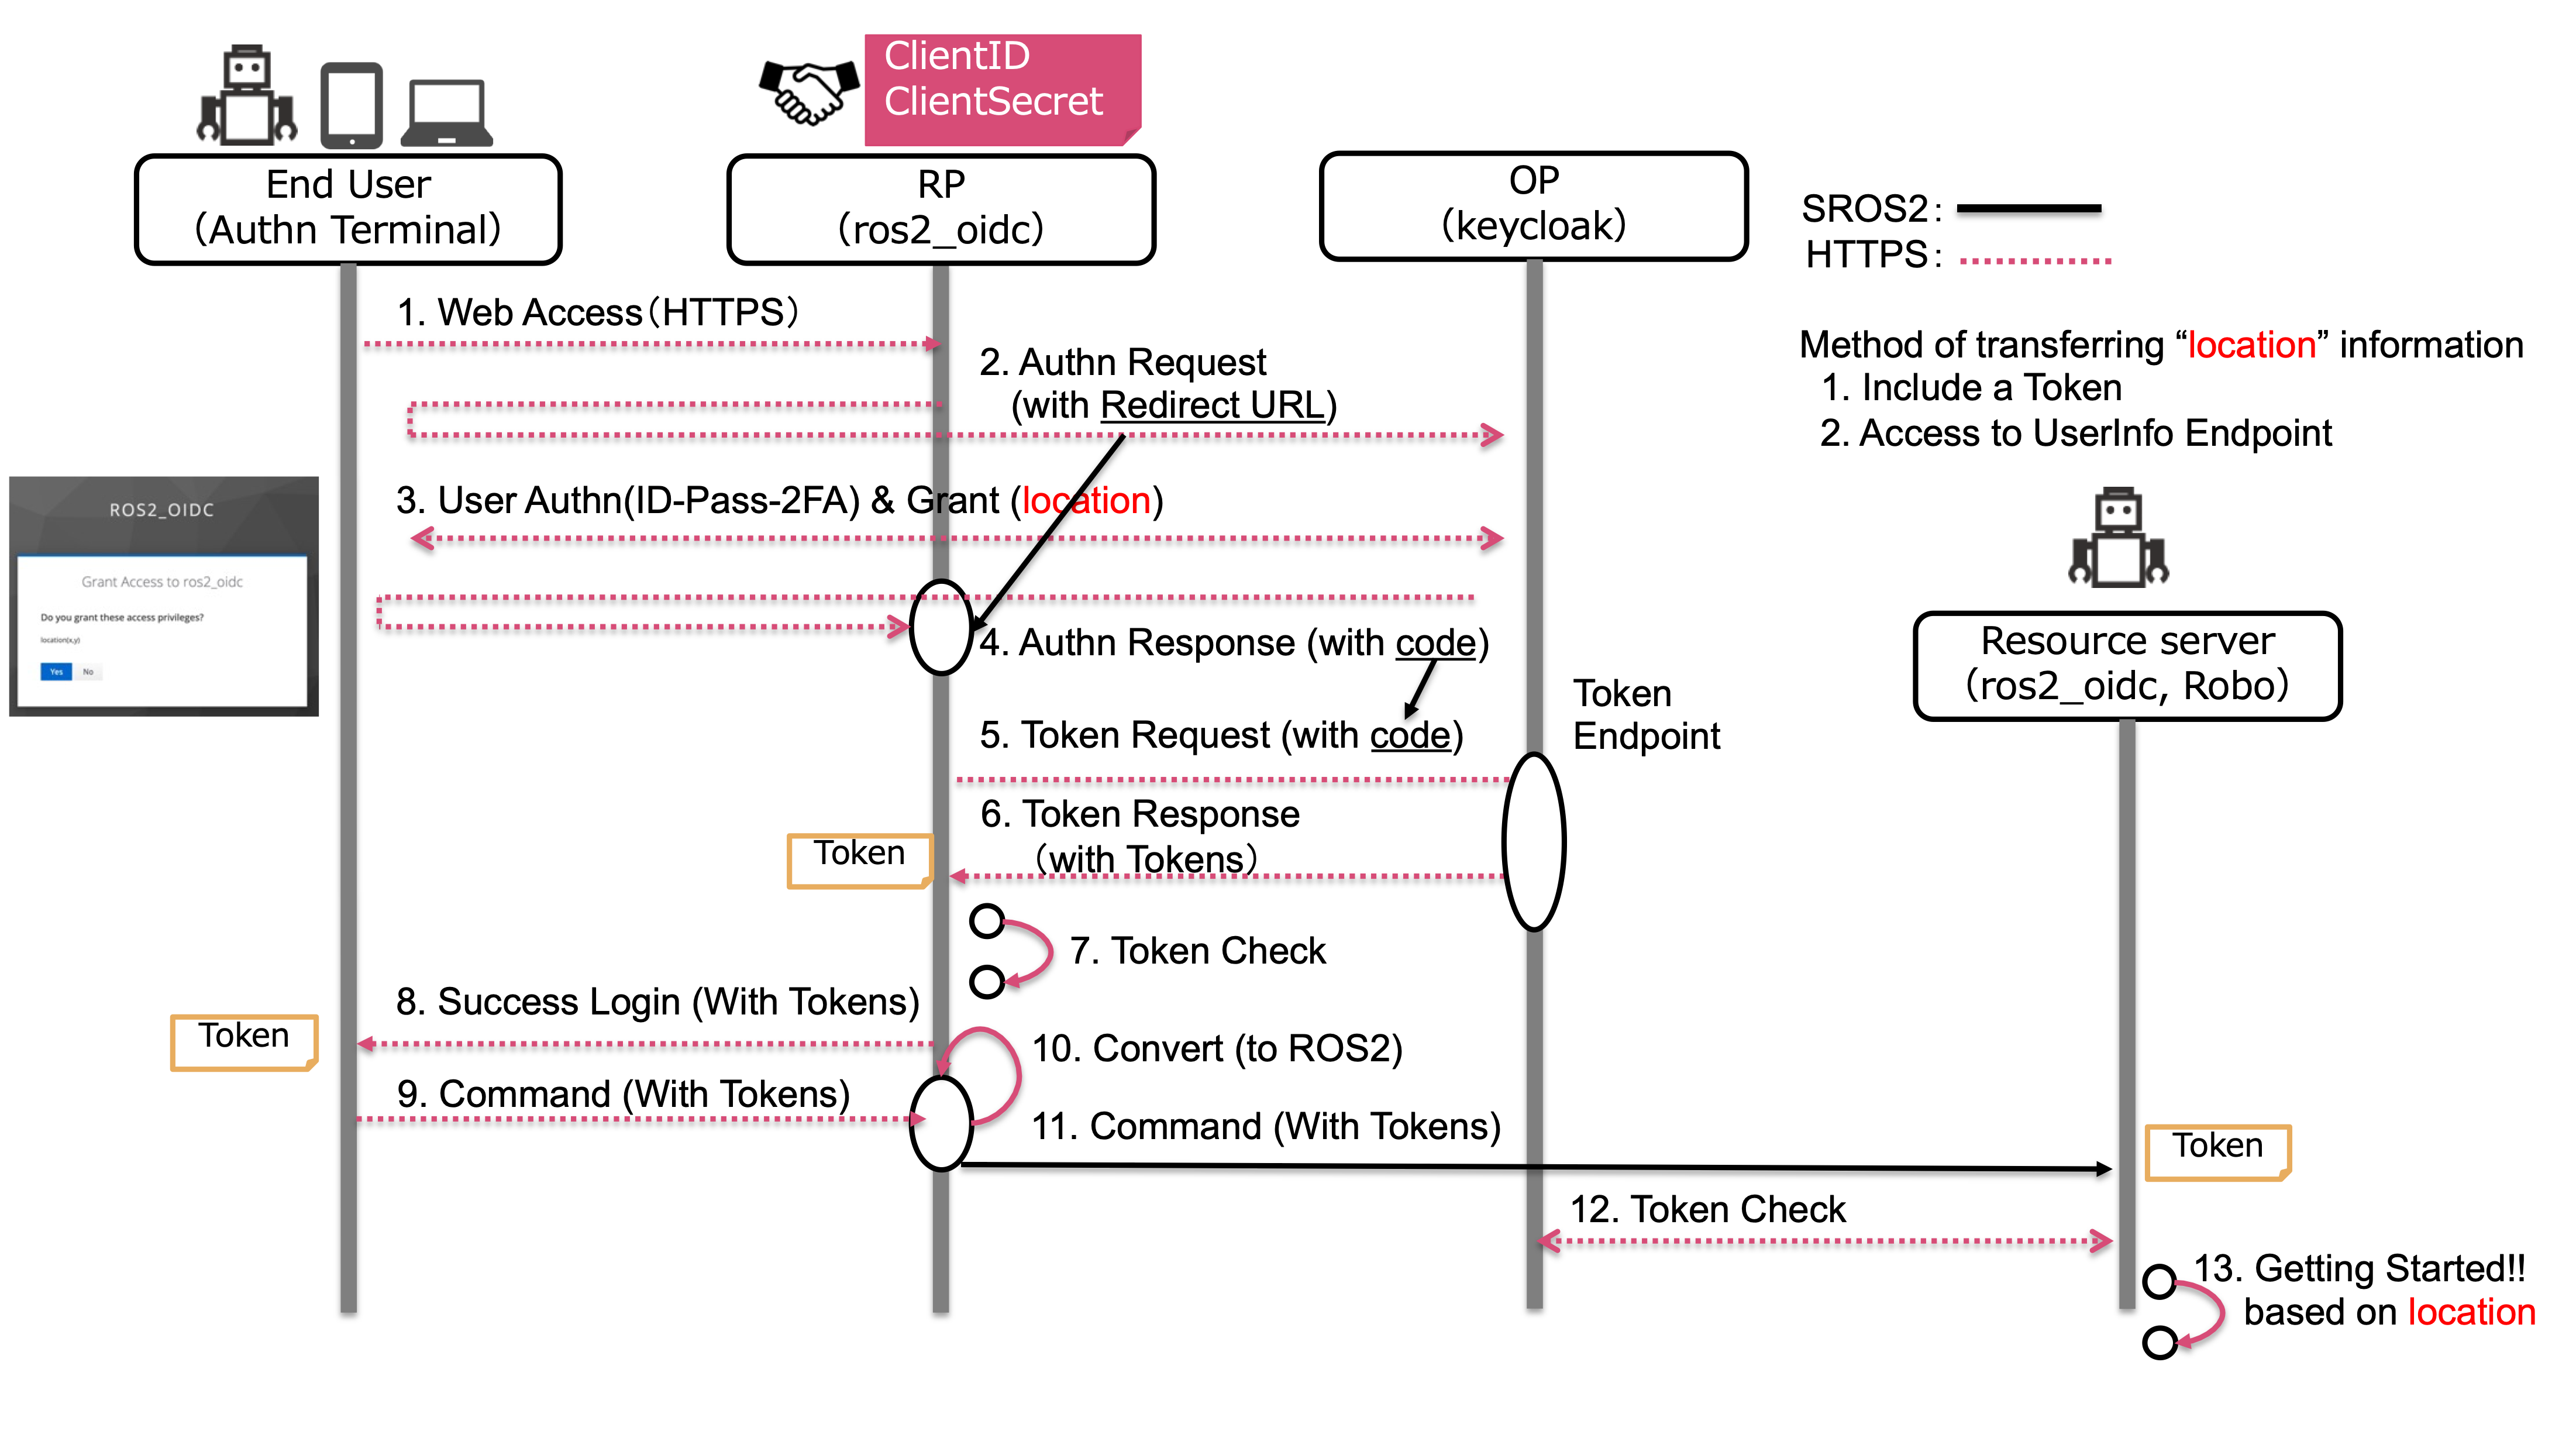 ClientID
ClientSecret
End User
（Authn Terminal）
RP
（ros2_oidc）
OP
（keycloak）
SROS2：
HTTPS：
1. Web Access（HTTPS）
2. Authn Request
(with Redirect URL)
Method of transferring “location” information
1. Include a Token
2. Access to UserInfo Endpoint
3. User Authn(ID-Pass-2FA) & Grant (location)
ROS2_OIDC
Grant Access to ros2_oidc
Do you grant these access privileges?
location(x,y)
Yes
No
4. Authn Response (with code)
Resource server
（ros2_oidc, Robo）
Token
Endpoint
5. Token Request (with code)
6. Token Response
（with Tokens）
Token
7. Token Check
8. Success Login (With Tokens)
Token
10. Convert (to ROS2)
9. Command (With Tokens)
11. Command (With Tokens)
Token
12. Token Check
13. Getting Started!!
based on location